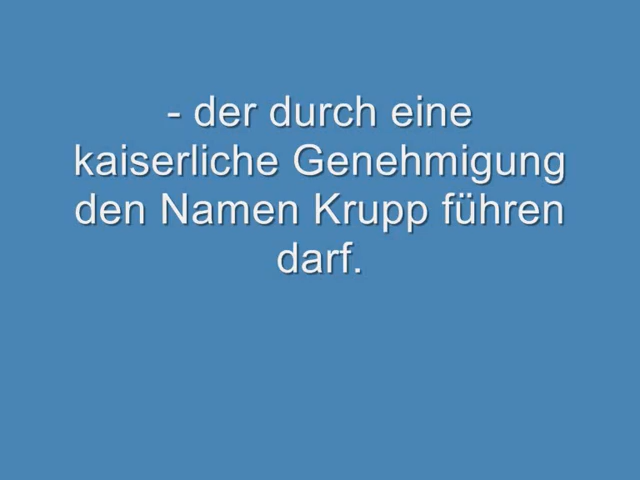 - der durch eine
kaiserliche Genehmigung
den Namen Krupp führen
darf.